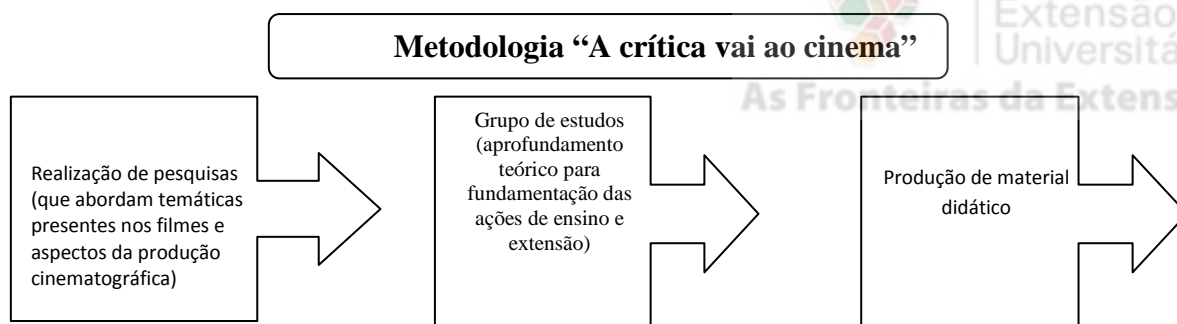 Extensão
Universitá
As Fronteiras da Extens
Metodologia “A crítica vai ao cinema”
Realização de pesquisas
(que abordam temáticas
presentes nos filmes e
aspectos da produção
cinematográfica)
Grupo de estudos
(aprofundamento
teórico para
fundamentação das
ações de ensino e
extensão)
Produção de material
didático